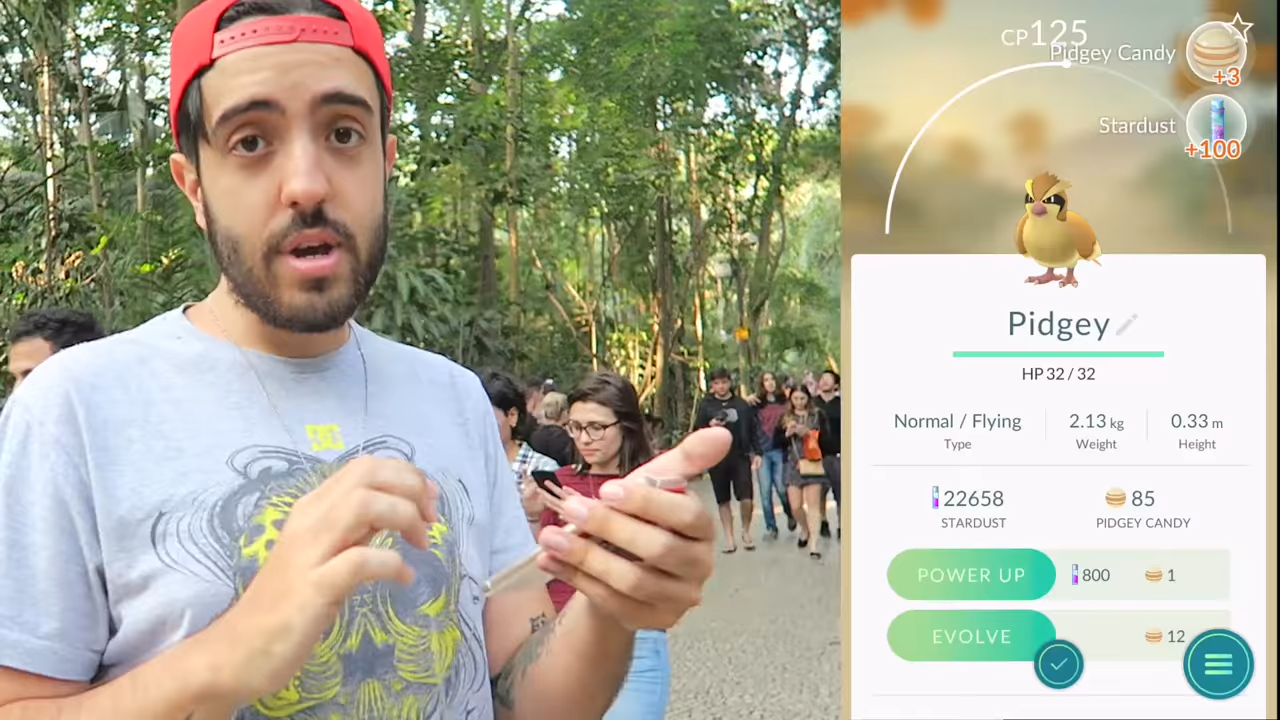 CP125
Pidgey Candy
+3
Stardust
+100
Pidgey
HP 32 / 32
Normal / Flying
Type
2.13 kg
Weight
0.33 m
Height
22658
STARDUST
85
PIDGEY CANDY
POWER UP
800
1
EVOLVE
12
DC